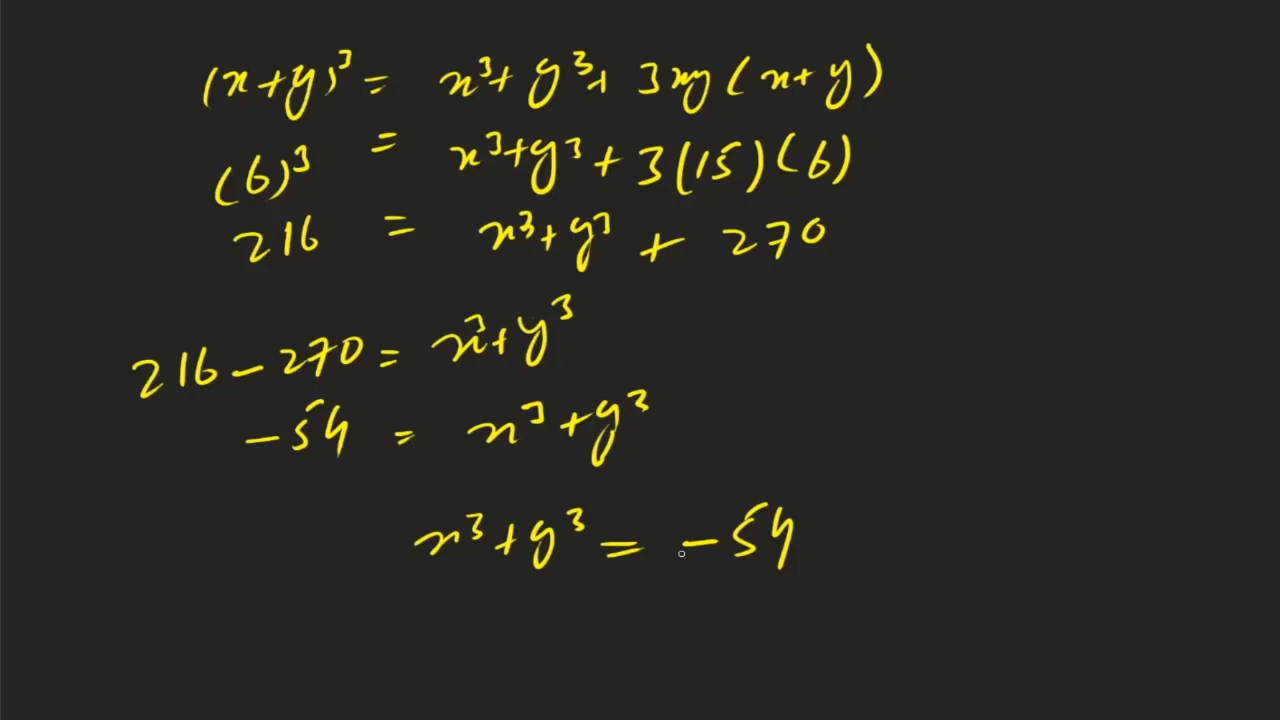 (x+y)³ = x³+ y³+ 3xy (x+y)
(6)³ = x³+y³ + 3(15)(6)
216 = x³+y³ + 270
216 - 270 = x³+ y³
-54 = x³ +y³
x³ + y³ = -54